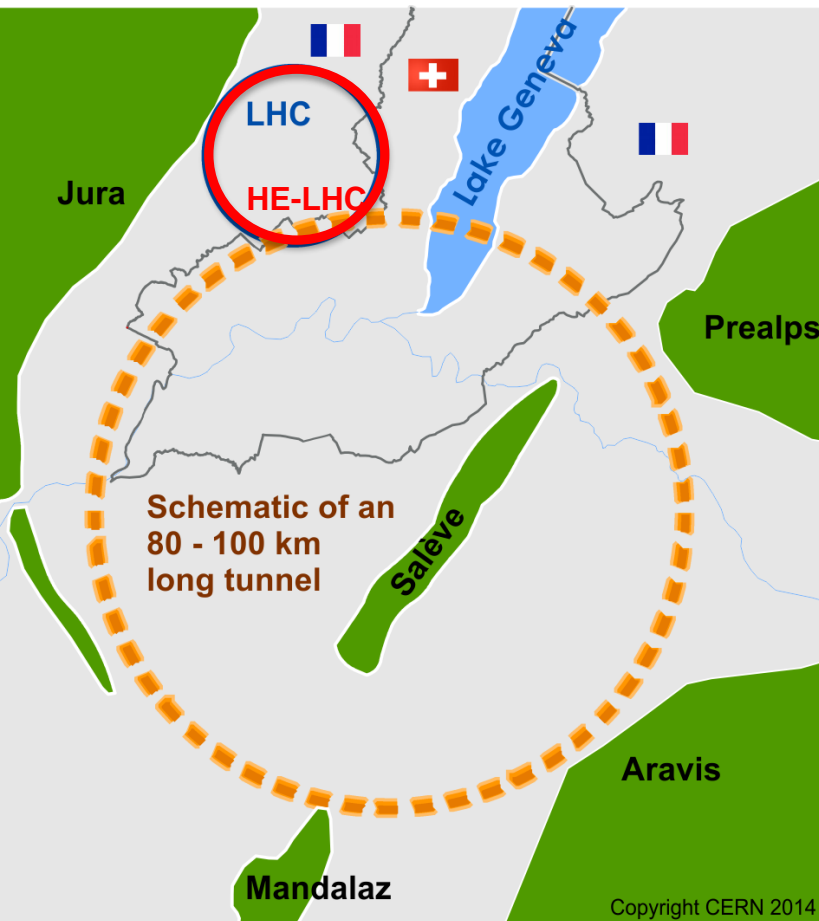 LHC
Lake Geneva
Jura
HE-LHC
Prealps
Schematic of an
80 - 100 km
long tunnel
Salève
Aravis
Mandalaz
Copyright CERN 2014